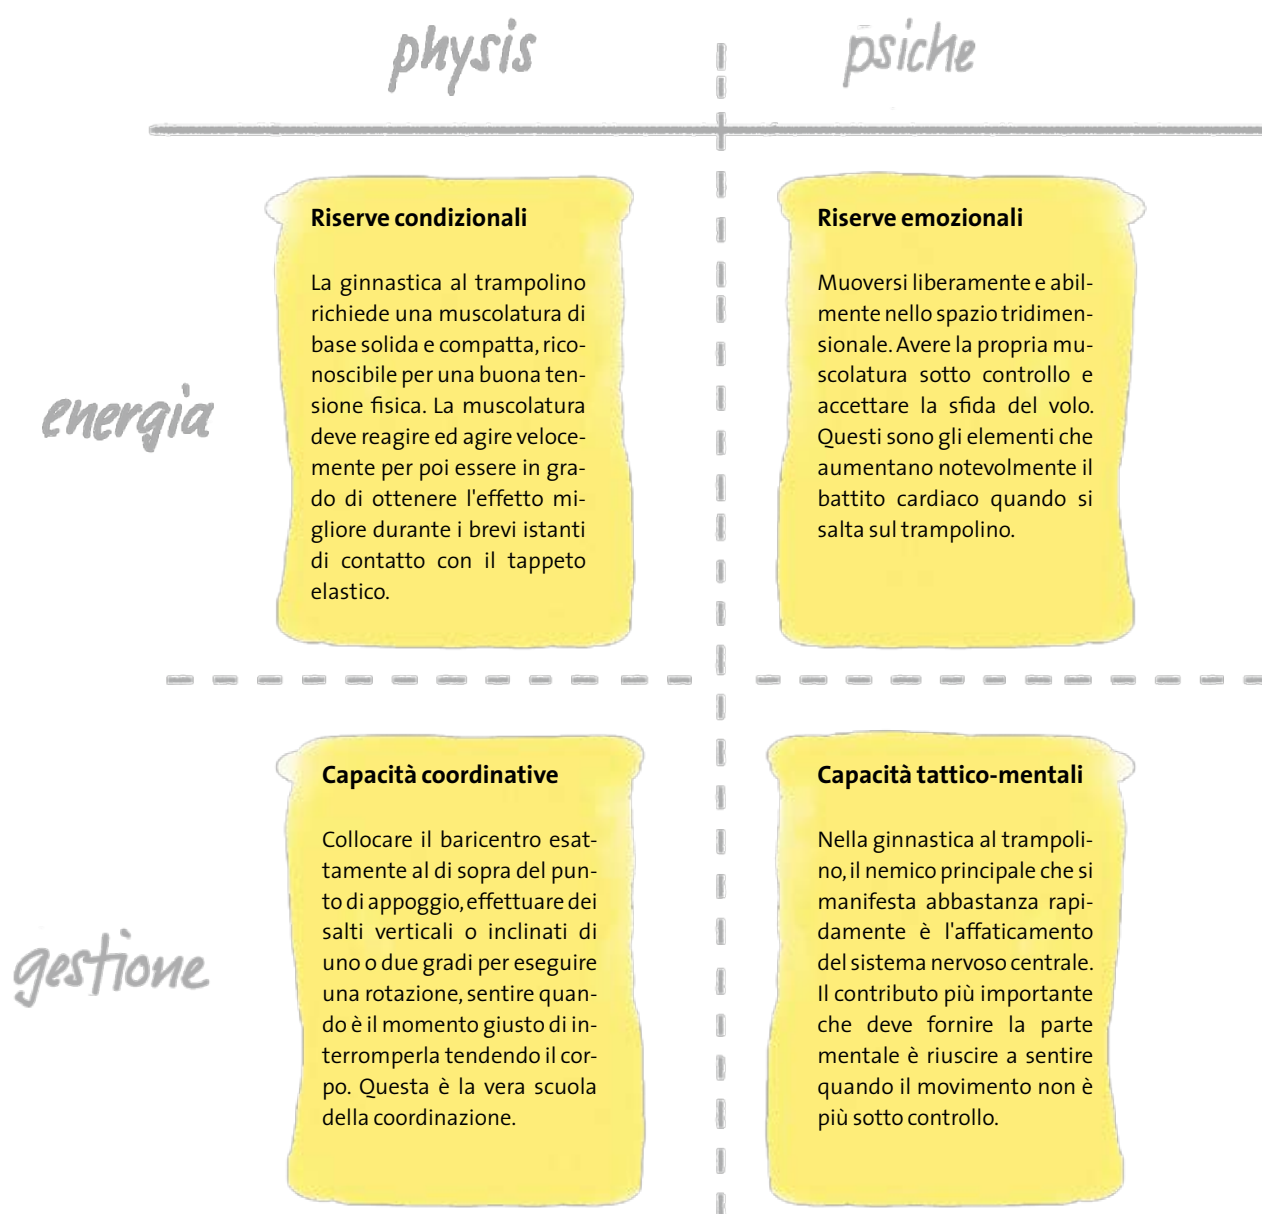 physis
psiche
energia
Riserve condizionali
La ginnastica al trampolino
richiede una muscolatura di
base solida e compatta, rico-
noscibile per una buona ten-
sione fisica. La muscolatura
deve reagire ed agire veloce-
mente per poi essere in gra-
do di ottenere l'effetto mi-
gliore durante i brevi istanti
di contatto con il tappeto
elastico.
Riserve emozionali
Muoversi liberamente e abil-
mente nello spazio tridimen-
sionale. Avere la propria mu-
scolatura sotto controllo e
accettare la sfida del volo.
Questi sono gli elementi che
aumentano notevolmente il
battito cardiaco quando si
salta sul trampolino.
gestione
Capacità coordinative
Collocare il baricentro esat-
tamente al di sopra del pun-
to di appoggio, effettuare dei
salti verticali o inclinati di
uno o due gradi per eseguire
una rotazione, sentire quan-
do è il momento giusto di in-
terromperla tendendo il cor-
po. Questa è la vera scuola
della coordinazione.
Capacità tattico-mentali
Nella ginnastica al trampoli-
no, il nemico principale che si
manifesta abbastanza rapi-
damente è l'affaticamento
del sistema nervoso centrale.
Il contributo più importante
che deve fornire la parte
mentale è riuscire a sentire
quando il movimento non è
più sotto controllo.